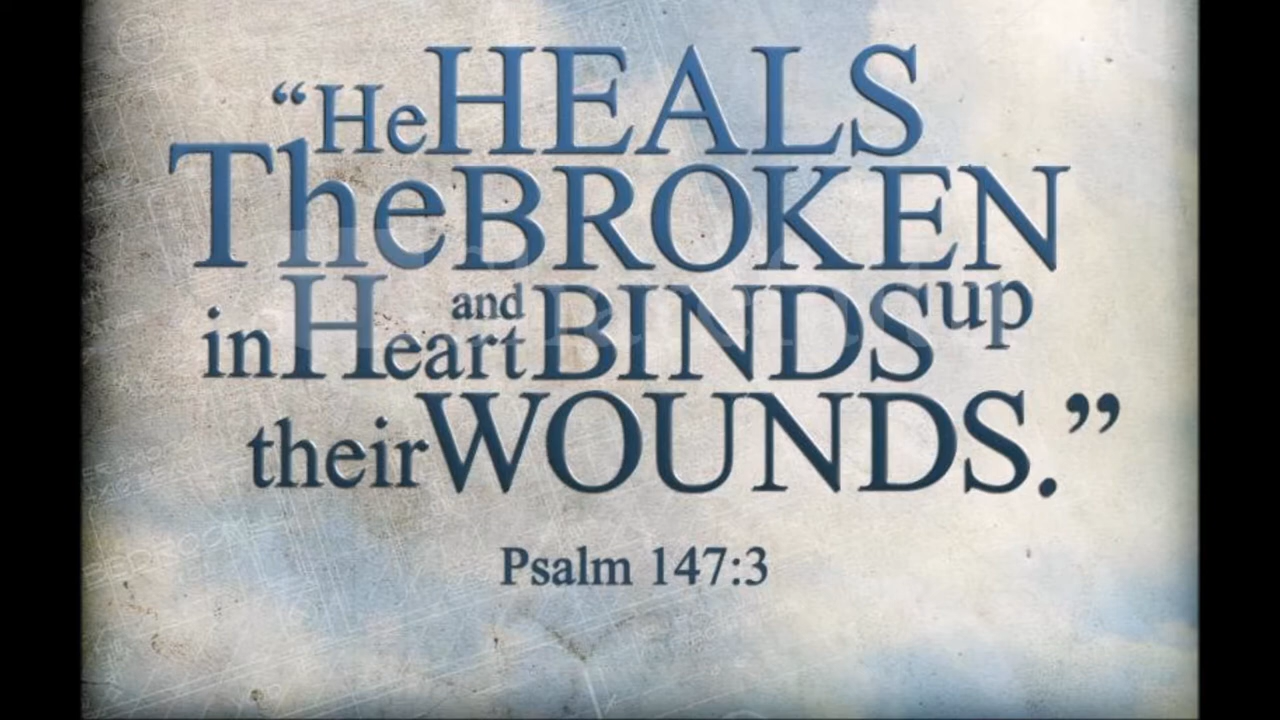 “He HEALS
The BROKEN
in Heart and BINDS up
their WOUNDS.”
Psalm 147:3